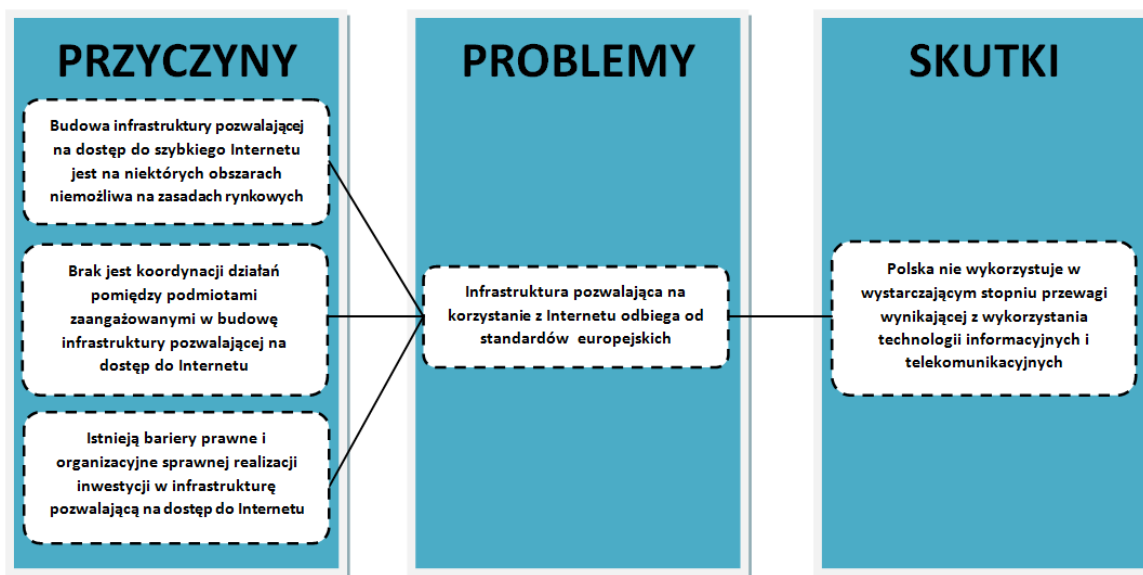 PRZYCZYNY
Budowa infrastruktury pozwalającej
na dostęp do szybkiego Internetu
jest na niektórych obszarach
niemożliwa na zasadach rynkowych
Brak jest koordynacji działań
pomiędzy podmiotami
zaangażowanymi w budowę
infrastruktury pozwalającej na
dostęp do Internetu
Istnieją bariery prawne i
organizacyjne sprawnej realizacji
inwestycji w infrastrukturę
pozwalającą na dostęp do Internetu
PROBLEMY
Infrastruktura pozwalająca na
korzystanie z Internetu odbiega od
standardów europejskich
SKUTKI
Polska nie wykorzystuje w
wystarczającym stopniu przewagi
wynikającej z wykorzystania
technologii informacyjnych i
telekomunikacyjnych